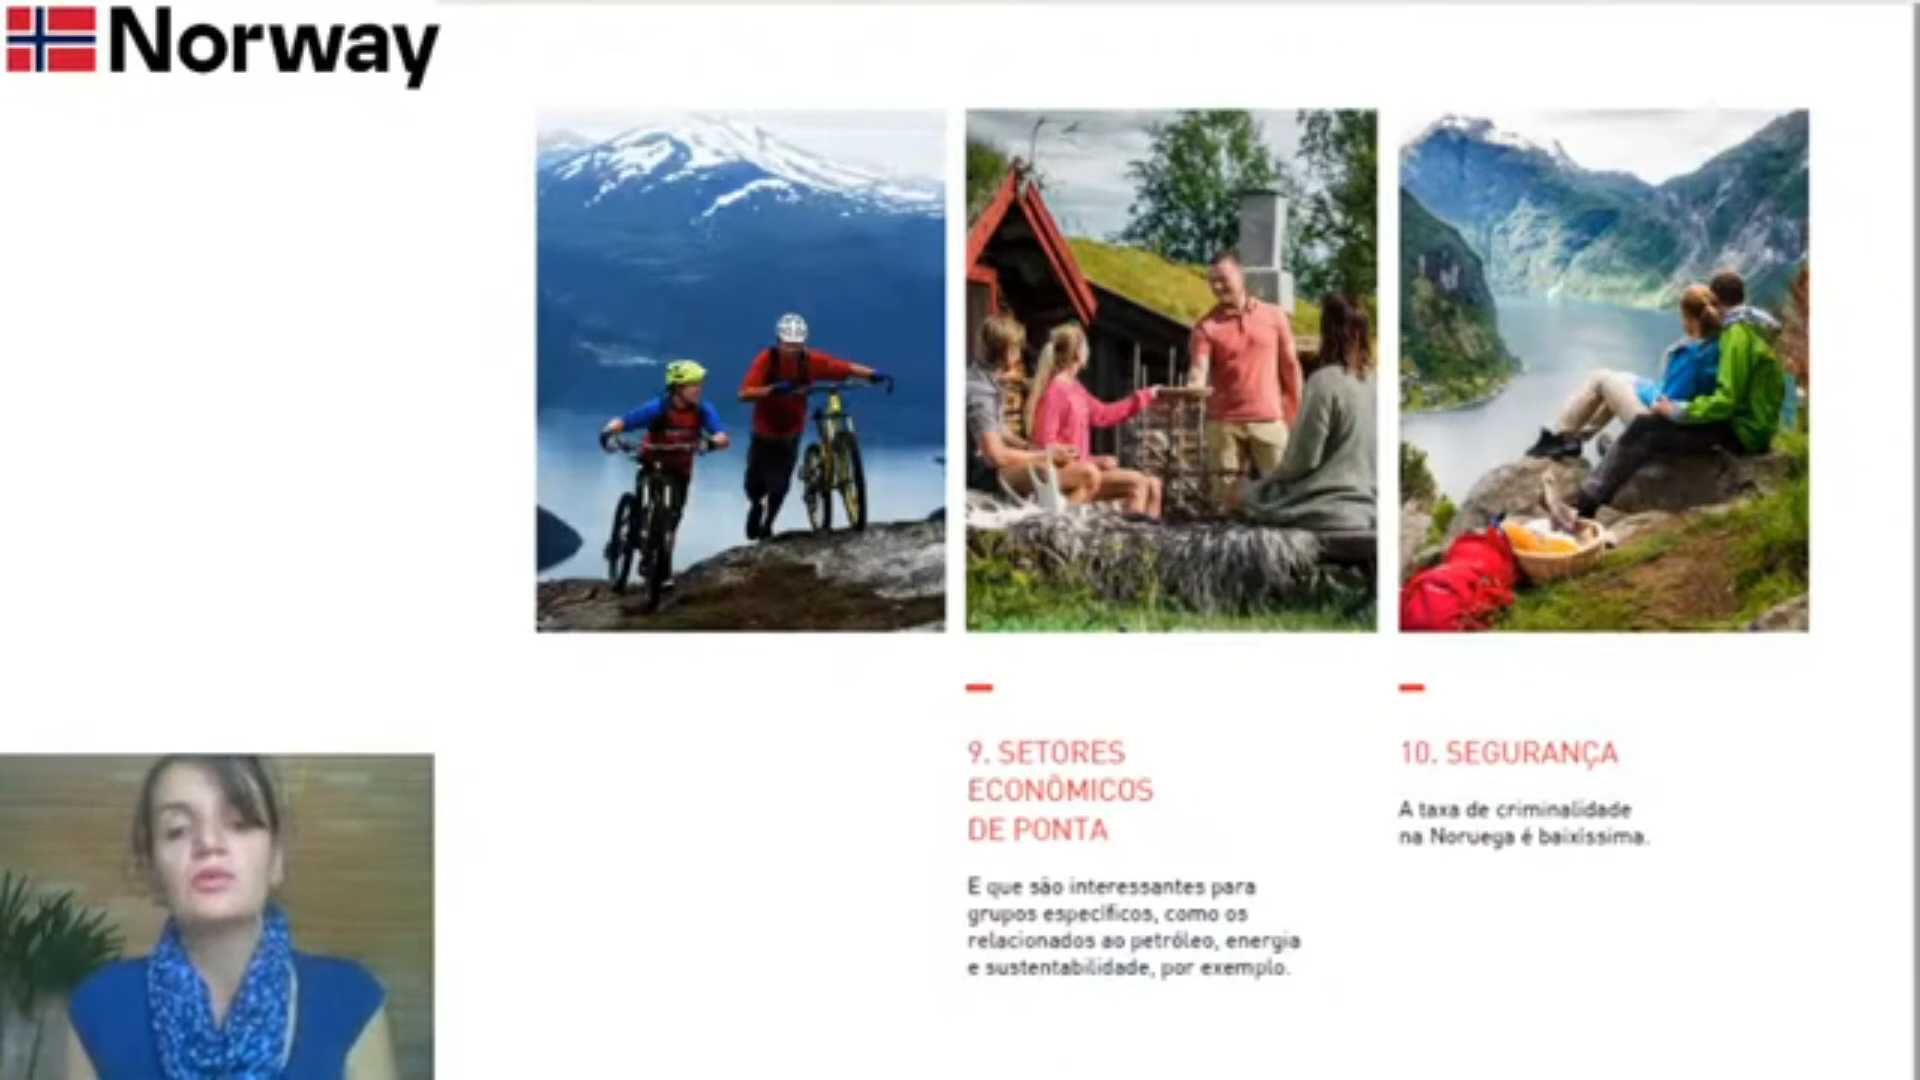 Norway
9. SETORES
ECONÔMICOS
DE PONTA
E que são interessantes para
grupos específicos, como os
relacionados ao petróleo, energia
e sustentabilidade, por exemplo.
10. SEGURANÇA
A taxa de criminalidade
na Noruega é baixíssima.